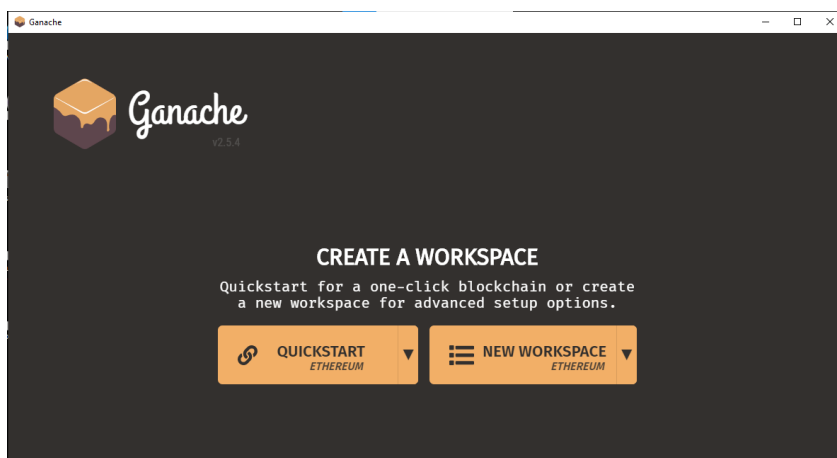 Ganache
Ganache
v2.5.4
CREATE A WORKSPACE
Quickstart for a one-click blockchain or create
a new workspace for advanced setup options.
QUICKSTART
ETHEREUM
NEW WORKSPACE
ETHEREUM